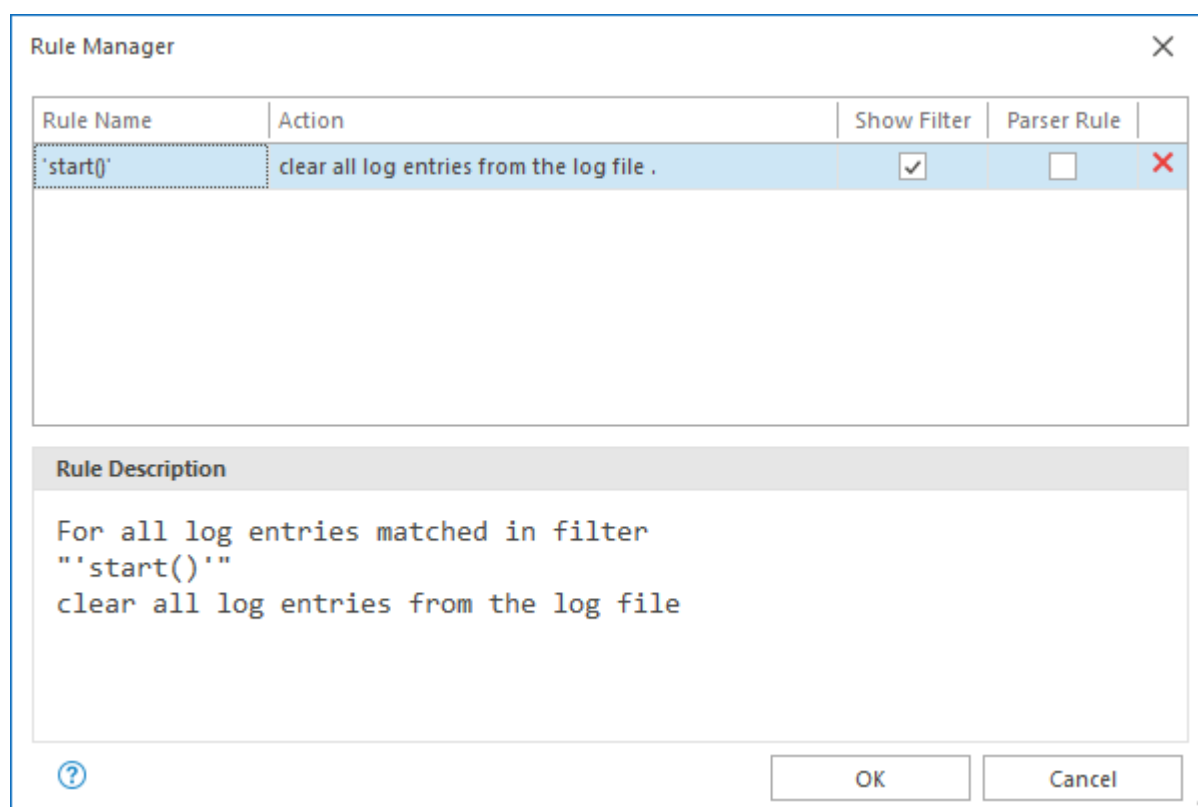 Rule Manager
Rule Name Action Show Filter Parser Rule
'start()' clear all log entries from the log file .
Rule Description
For all log entries matched in filter
"'start()'"
clear all log entries from the log file
?
OK Cancel